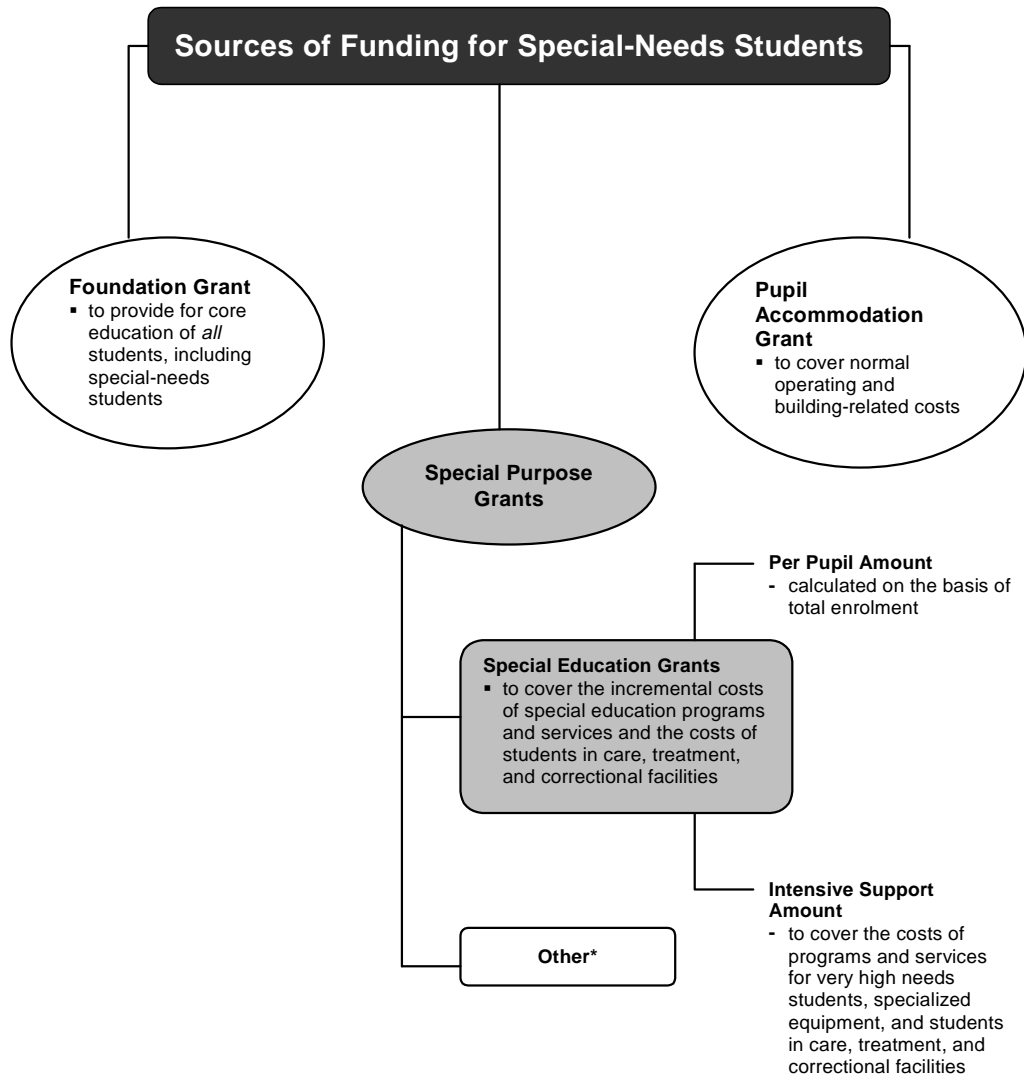 Sources of Funding for Special-Needs Students
Foundation Grant
▪ to provide for core
education of all
students, including
special-needs
students
Pupil
Accommodation
Grant
▪ to cover normal
operating and
building-related costs
Special Purpose
Grants
Per Pupil Amount
- calculated on the basis of
total enrolment
Special Education Grants
▪ to cover the incremental costs
of special education programs
and services and the costs of
students in care, treatment,
and correctional facilities
Intensive Support
Amount
- to cover the costs of
programs and services
for very high needs
students, specialized
equipment, and students
in care, treatment, and
correctional facilities
Other*